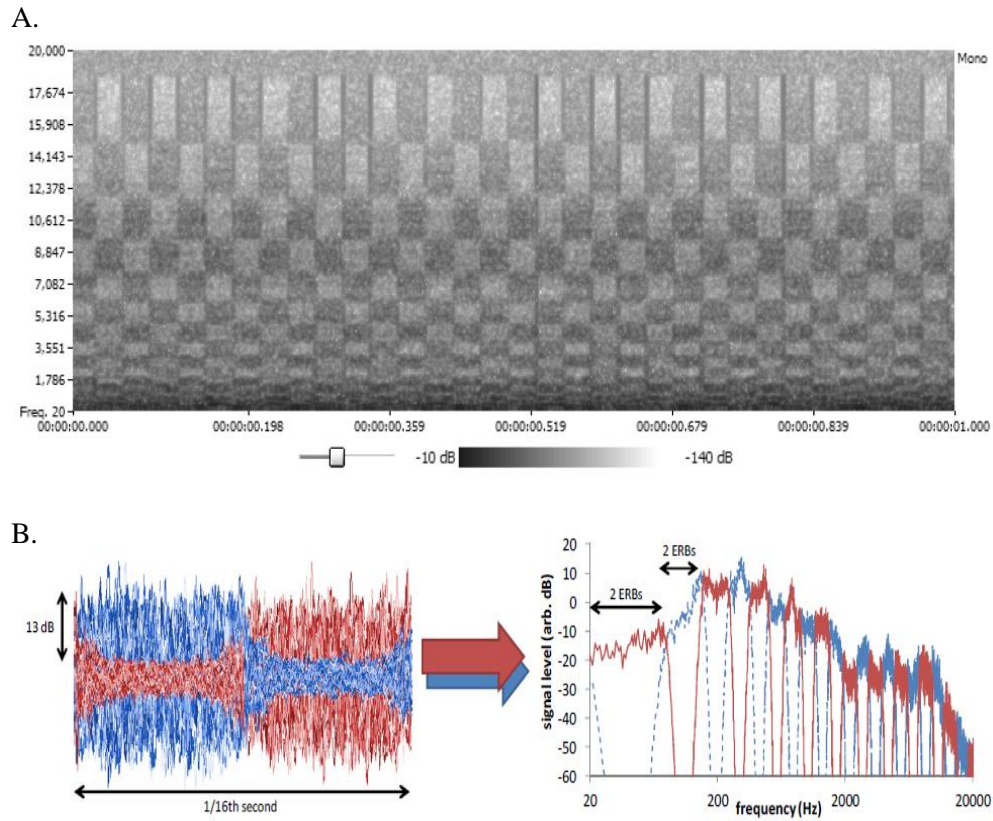 A.
20,000
Mono
17,674
15,908
14,143
12,378
10,612
8,847
7,082
5,316
3,551
1,786
Freq. 20
00:00:00.000 00:00:00.198 00:00:00.359 00:00:00.519 00:00:00.679 00:00:00.839 00:00:01.000
-10 dB -140 dB
B.
13 dB
1/16th second
signal level (arb. dB)
20
10
0
-10
-20
-30
-40
-50
-60
2 ERBs
2 ERBs
20 200 2000 20000
frequency (Hz)